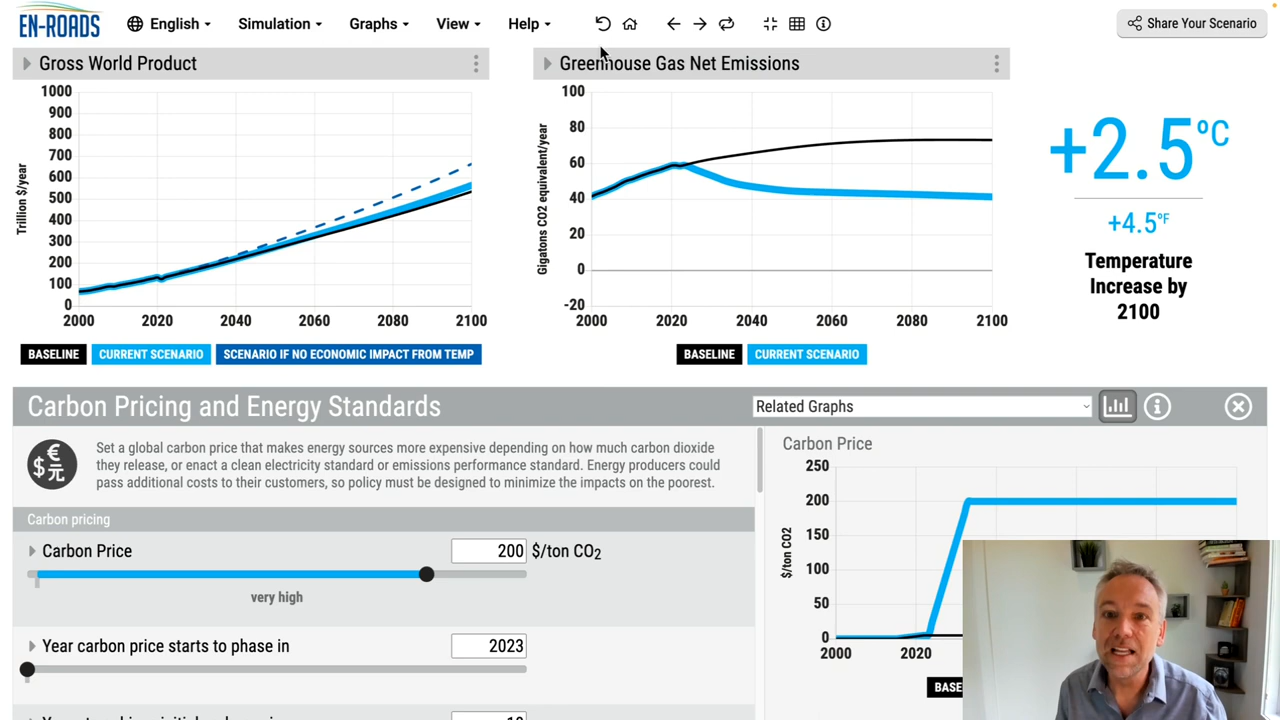 EN-ROADS
English
Simulation
Graphs
View
Help
Share Your Scenario
Gross World Product
1000
900
800
700
600
500
400
300
200
100
0
Trillion $/year
2000 2020 2040 2060 2080 2100
BASELINE CURRENT SCENARIO SCENARIO IF NO ECONOMIC IMPACT FROM TEMP
Greenhouse Gas Net Emissions
100
80
60
40
20
0
-20
Gigatons CO2 equivalent/year
2000 2020 2040 2060 2080 2100
BASELINE CURRENT SCENARIO
+2.5°C
+4.5°F
Temperature
Increase by
2100
Carbon Pricing and Energy Standards
Related Graphs
€
$ 元
Set a global carbon price that makes energy sources more expensive depending on how much carbon dioxide
they release, or enact a clean electricity standard or emissions performance standard. Energy producers could
pass additional costs to their customers, so policy must be designed to minimize the impacts on the poorest.
Carbon pricing
Carbon Price 200 $/ton CO2
very high
Year carbon price starts to phase in 2023
Carbon Price
250
200
150
100
50
0
$/ton CO2
2000 2020
BASE